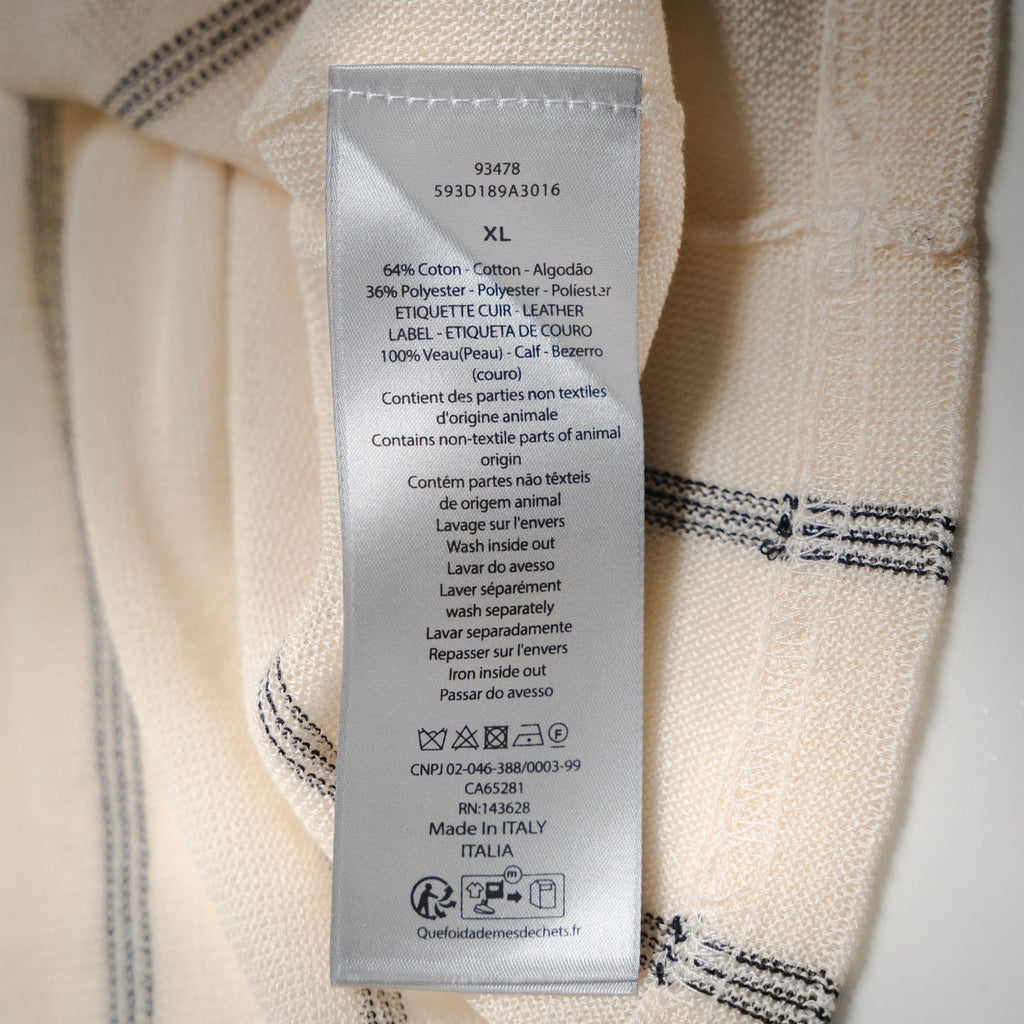 93478
593D189A3016
XL
64% Coton - Cotton - Algodão
36% Polyester - Polyester - Poliester
ETIQUETTE CUIR - LEATHER
LABEL - ETIQUETA DE COURO
100% Veau(Peau) - Calf - Bezerro
(couro)
Contient des parties non textiles
d'origine animale
Contains non-textile parts of animal
origin
Contém partes não têxteis
de origem animal
Lavage sur l'envers
Wash inside out
Lavar do avesso
Laver séparément
wash separately
Lavar separadamente
Repasser sur l'envers
Iron inside out
Passar do avesso
F
CNPJ 02-046-388/0003-99
CA65281
RN:143628
Made In ITALY
ITALIA
m
Quefoidademesdechets.fr